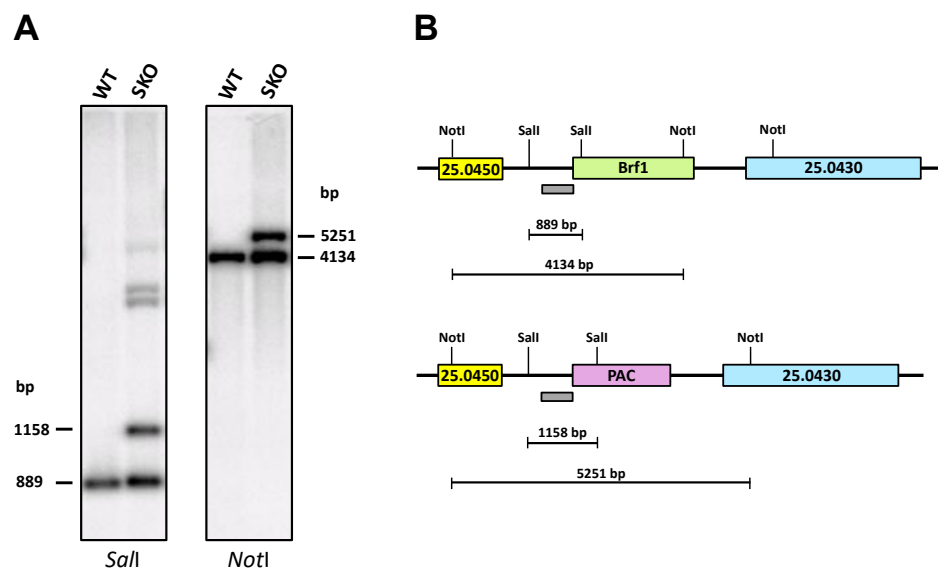 A
B
WT SKO
WT SKO
bp
5251
4134
bp
1158
889
SalI
NotI
NotI SalI SalI NotI NotI
25.0450 Brf1 25.0430
889 bp
4134 bp
NotI SalI SalI NotI
25.0450 PAC 25.0430
1158 bp
5251 bp